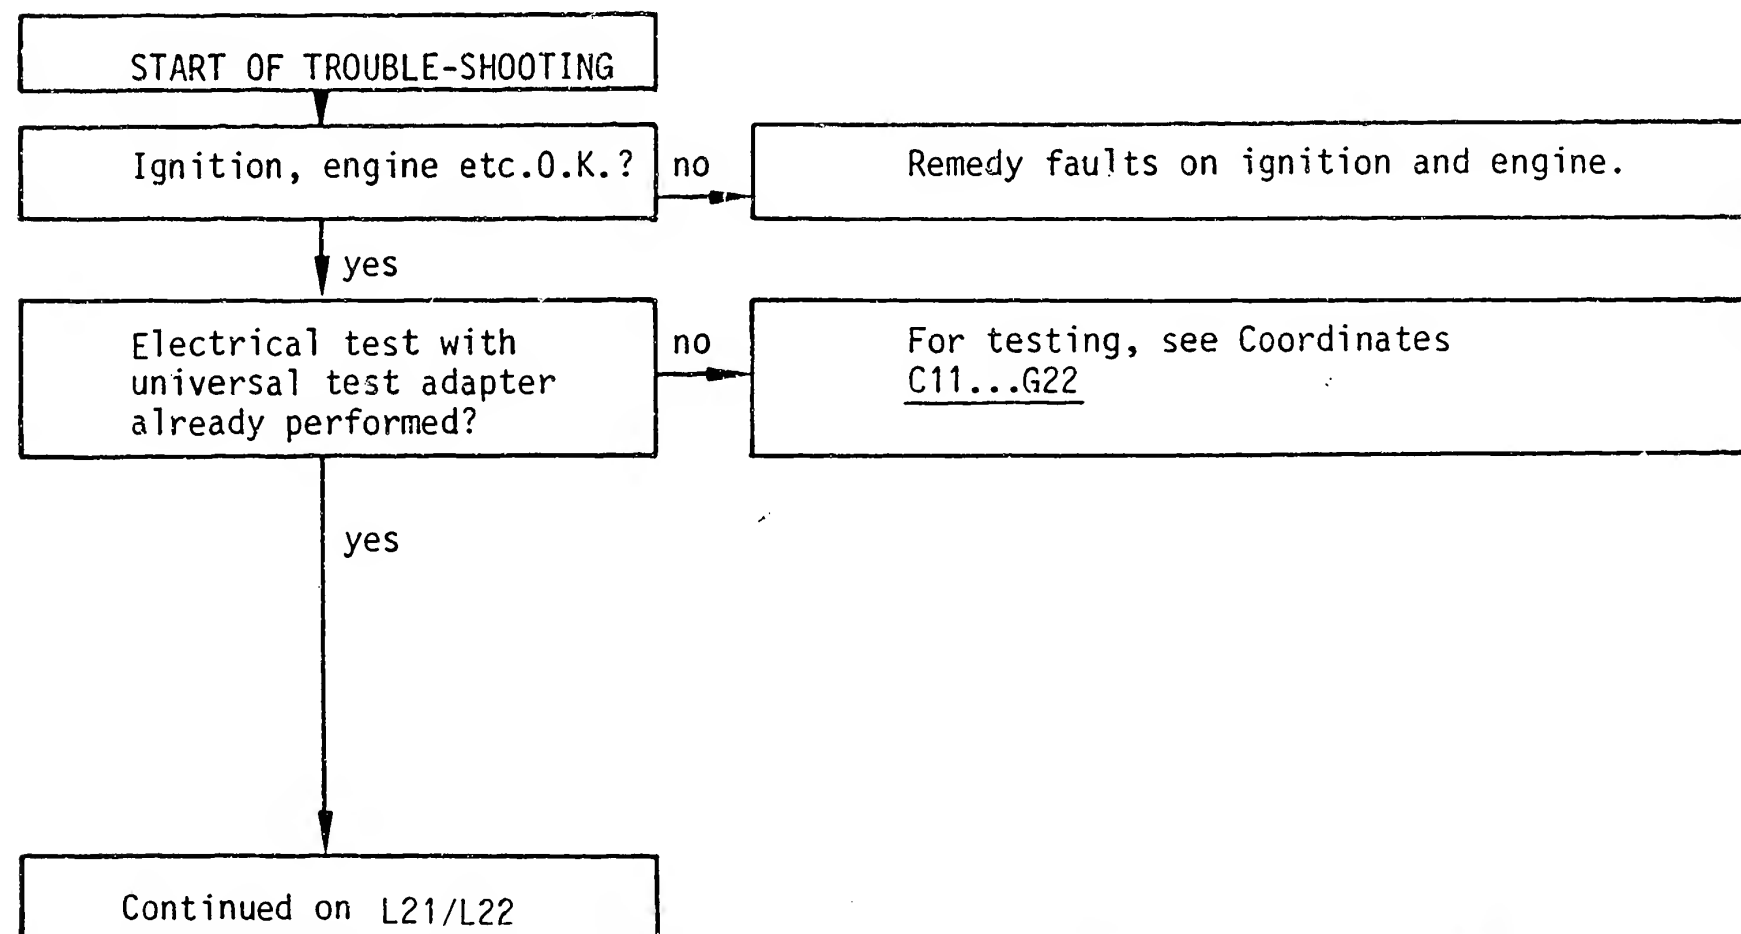 START OF TROUBLE-SHOOTING
Ignition, engine etc.O.K.?
no
Remedy faults on ignition and engine.
yes
Electrical test with
universal test adapter
already performed?
no
For testing, see Coordinates
C11...G22
yes
Continued on L21/L22